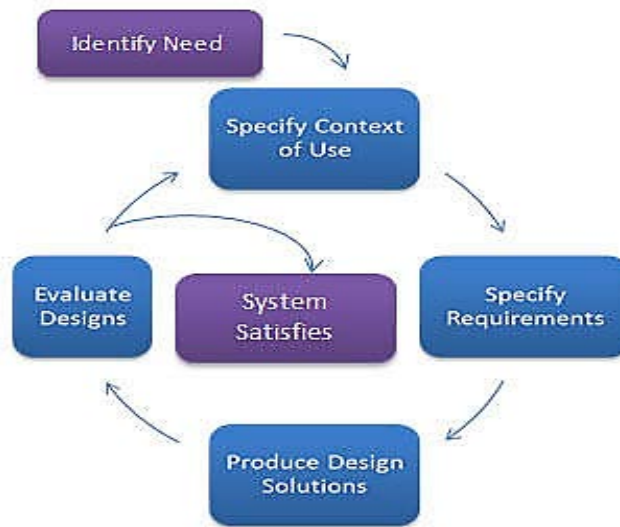 Identify Need
Specify Context
of Use
Evaluate
Designs
System
Satisfies
Specify
Requirements
Produce Design
Solutions